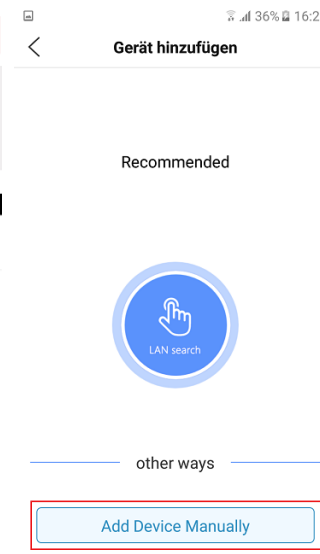 36% 16:2
Gerät hinzufügen
Recommended
LAN search
other ways
Add Device Manually